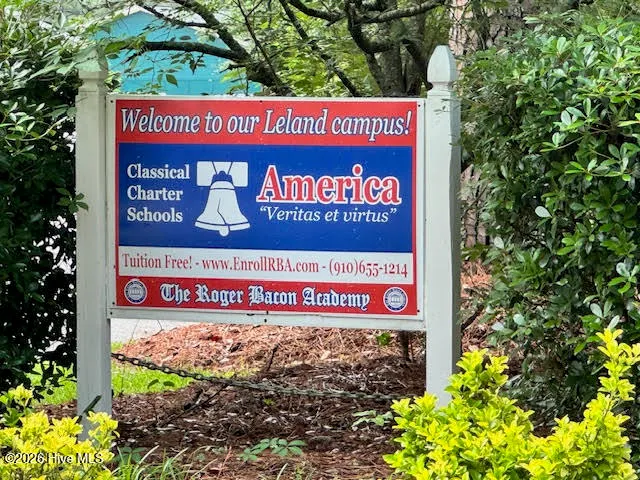 Welcome to our Leland campus!
Classical
Charter
Schools
America
"Veritas et virtus"
Tuition Free! - www.EnrollRBA.com - (910)655-1214
The Roger Bacon Academy
©2026 Hive MLS